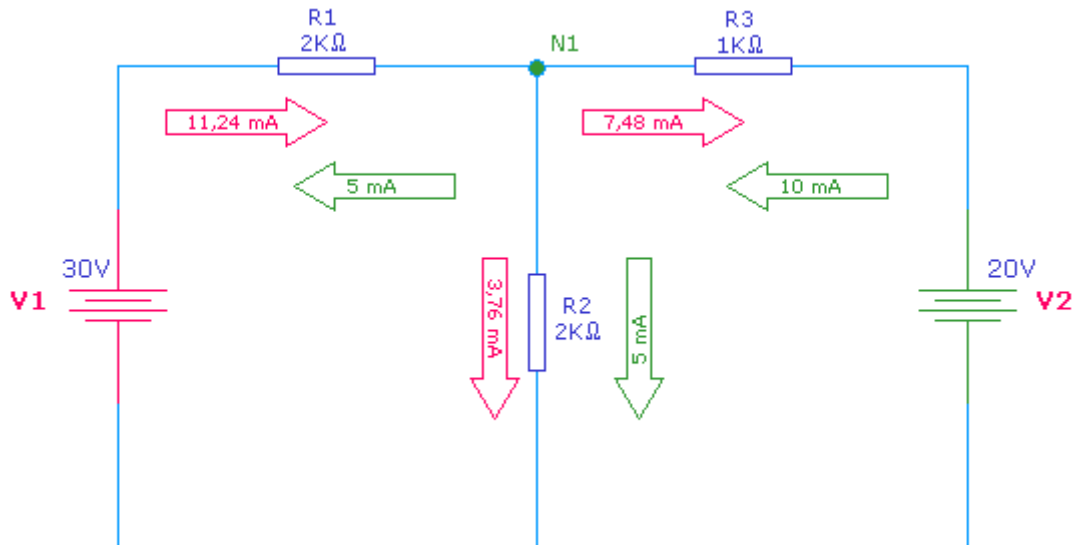 R1
2KΩ
N1
R3
1KΩ
11,24 mA
7,48 mA
5 mA
10 mA
30V
V1
3,76 mA
R2
2KΩ
5 mA
20V
V2